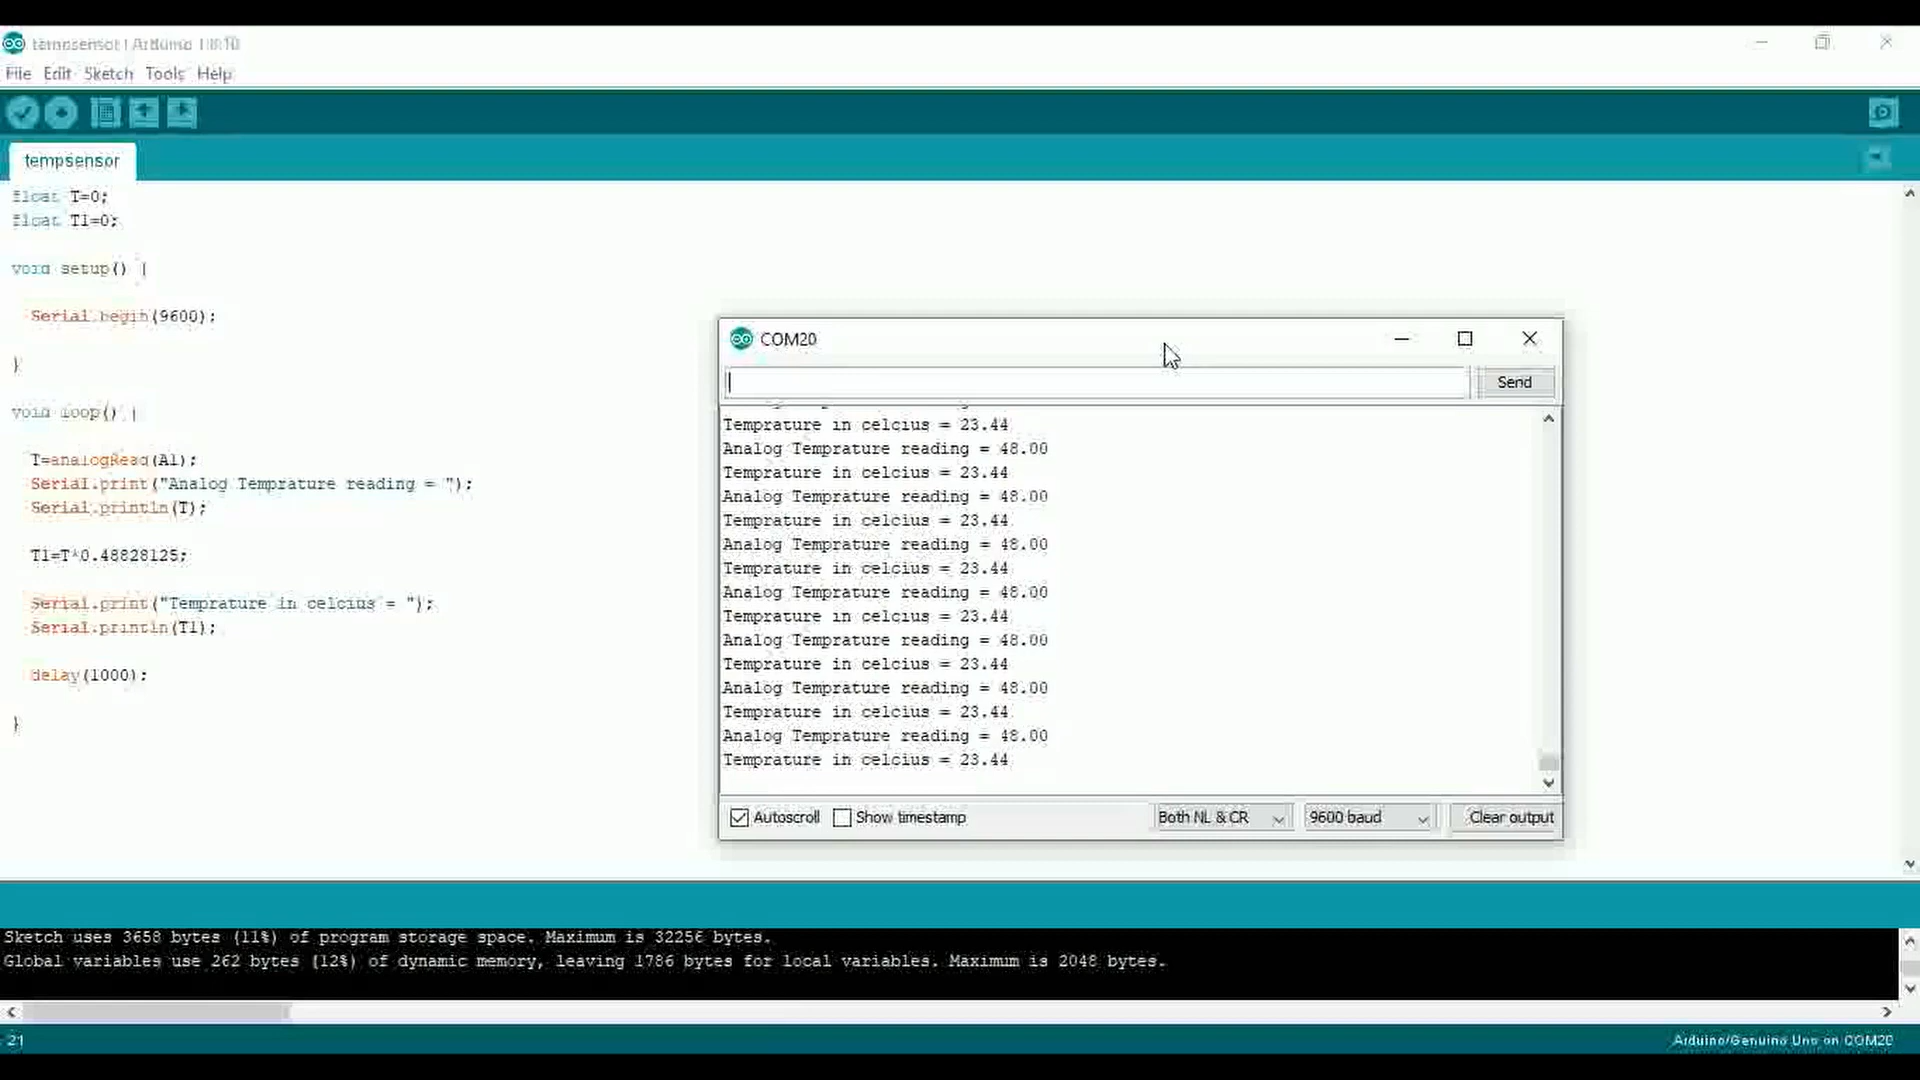 tempsensor | Arduino 1.8.10
File Edit Sketch Tools Help
tempsensor
float T=0;
float T1=0;
void setup() {
Serial.begin(9600);
}
void loop() {
T=analogRead(A1);
Serial.print("Analog Temprature reading = ");
Serial.println(T);
T1=T*0.48828125;
Serial.print("Temprature in celcius = ");
Serial.println(T1);
delay(1000);
}
COM20
Send
Temprature in celcius = 23.44
Analog Temprature reading = 48.00
Temprature in celcius = 23.44
Analog Temprature reading = 48.00
Temprature in celcius = 23.44
Analog Temprature reading = 48.00
Temprature in celcius = 23.44
Analog Temprature reading = 48.00
Temprature in celcius = 23.44
Analog Temprature reading = 48.00
Temprature in celcius = 23.44
Analog Temprature reading = 48.00
Temprature in celcius = 23.44
Analog Temprature reading = 48.00
Temprature in celcius = 23.44
Autoscroll Show timestamp Both NL & CR 9600 baud Clear output
Sketch uses 3658 bytes (11%) of program storage space. Maximum is 32256 bytes.
Global variables use 262 bytes (12%) of dynamic memory, leaving 1786 bytes for local variables. Maximum is 2048 bytes.
21 Arduino/Genuino Uno on COM20